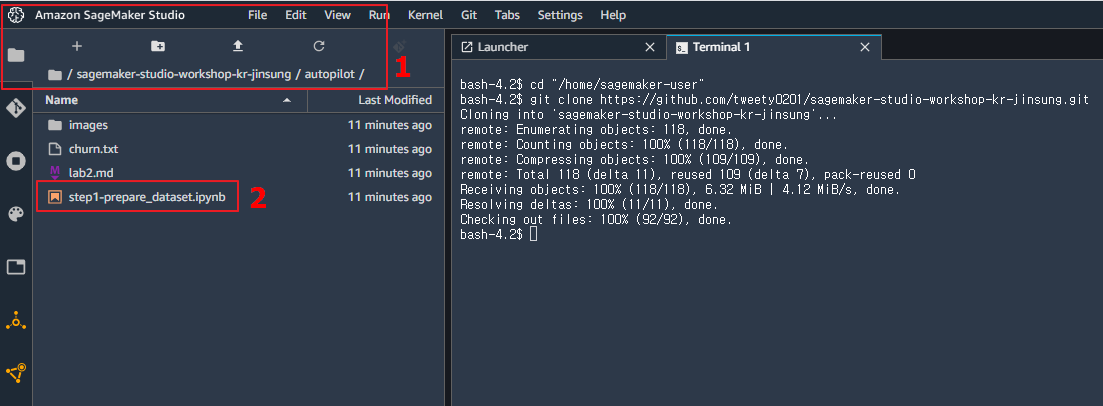 Amazon SageMaker Studio File Edit View Run Kernel Git Tabs Settings Help
1
/ sagemaker-studio-workshop-kr-jinsung / autopilot /
Name Last Modified
images 11 minutes ago
churn.txt 11 minutes ago
lab2.md 11 minutes ago
step1-prepare_dataset.ipynb 11 minutes ago
2
Launcher
Terminal 1
bash-4.2$ cd "/home/sagemaker-user"
bash-4.2$ git clone https://github.com/tweety0201/sagemaker-studio-workshop-kr-jinsung.git
Cloning into 'sagemaker-studio-workshop-kr-jinsung'...
remote: Enumerating objects: 118, done.
remote: Counting objects: 100% (118/118), done.
remote: Compressing objects: 100% (109/109), done.
remote: Total 118 (delta 11), reused 109 (delta 7), pack-reused 0
Receiving objects: 100% (118/118), 6.32 MiB | 4.12 MiB/s, done.
Resolving deltas: 100% (11/11), done.
Checking out files: 100% (92/92), done.
bash-4.2$